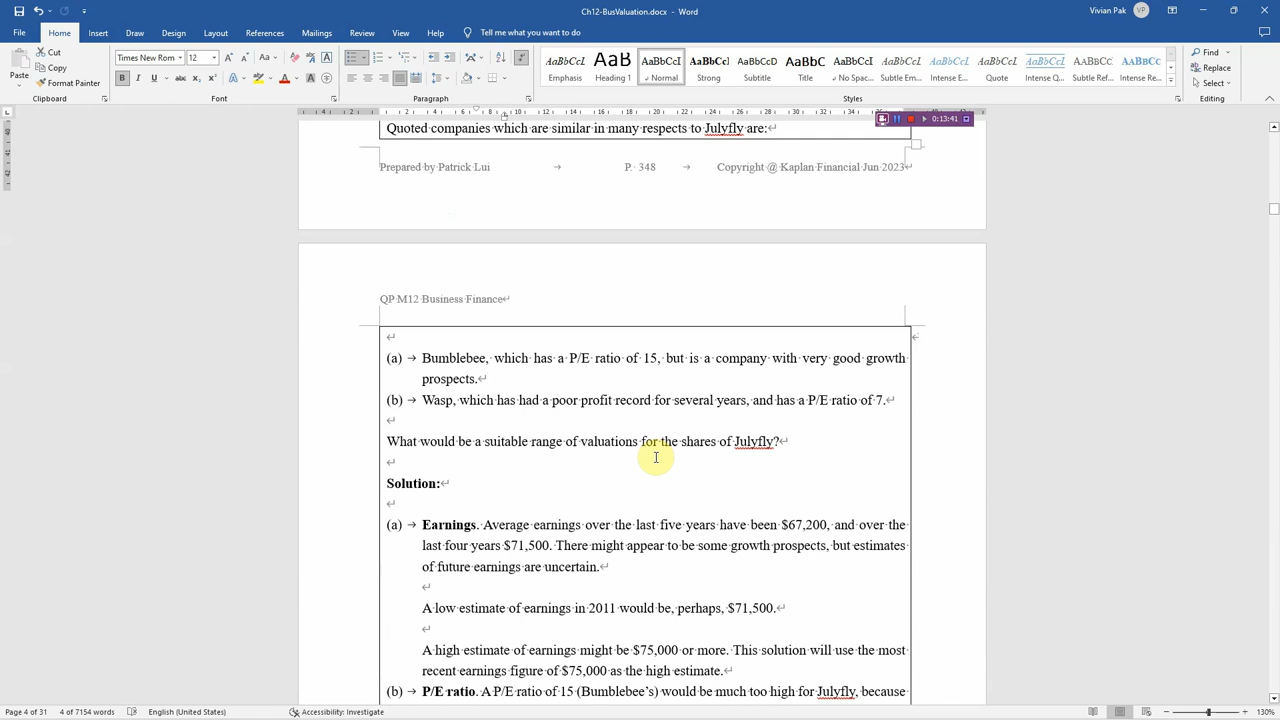 Ch12-BusValuation.docx - Word
Vivian Pak
VP
File Home Insert Draw Design Layout References Mailings Review View Help Tell me what you want to do
Paste
Cut
Copy
Format Painter
Times New Rom 12
Clipboard Font Paragraph Styles Editing
AaBbCcL AaBb AaBbCcI AaBbCcl AaBbCcD AaBbCc AaBbCcL
Emphasis Heading 1 Normal Strong Subtitle Title ↲ No Spac... Subtle Em... Intense E... Quote Intense Q... Subtle Ref... Intense Re...
Find
Replace
Select
0:13:41
Quoted companies which are similar in many respects to Julyfly are:
Prepared by Patrick Lui → P. 348 → Copyright @ Kaplan Financial Jun 2023
QP M12 Business Finance
(a) → Bumblebee, which has a P/E ratio of 15, but is a company with very good growth
prospects.
(b) → Wasp, which has had a poor profit record for several years, and has a P/E ratio of 7.
What would be a suitable range of valuations for the shares of Julyfly?
Solution:
(a) → Earnings. Average earnings over the last five years have been $67,200, and over the
last four years $71,500. There might appear to be some growth prospects, but estimates
of future earnings are uncertain.
A low estimate of earnings in 2011 would be, perhaps, $71,500.
A high estimate of earnings might be $75,000 or more. This solution will use the most
recent earnings figure of $75,000 as the high estimate.
(b) → P/E ratio. A P/E ratio of 15 (Bumblebee's) would be much too high for Julyfly, because
Page 4 of 31 4 of 7154 words English (United States) Accessibility: Investigate 130%